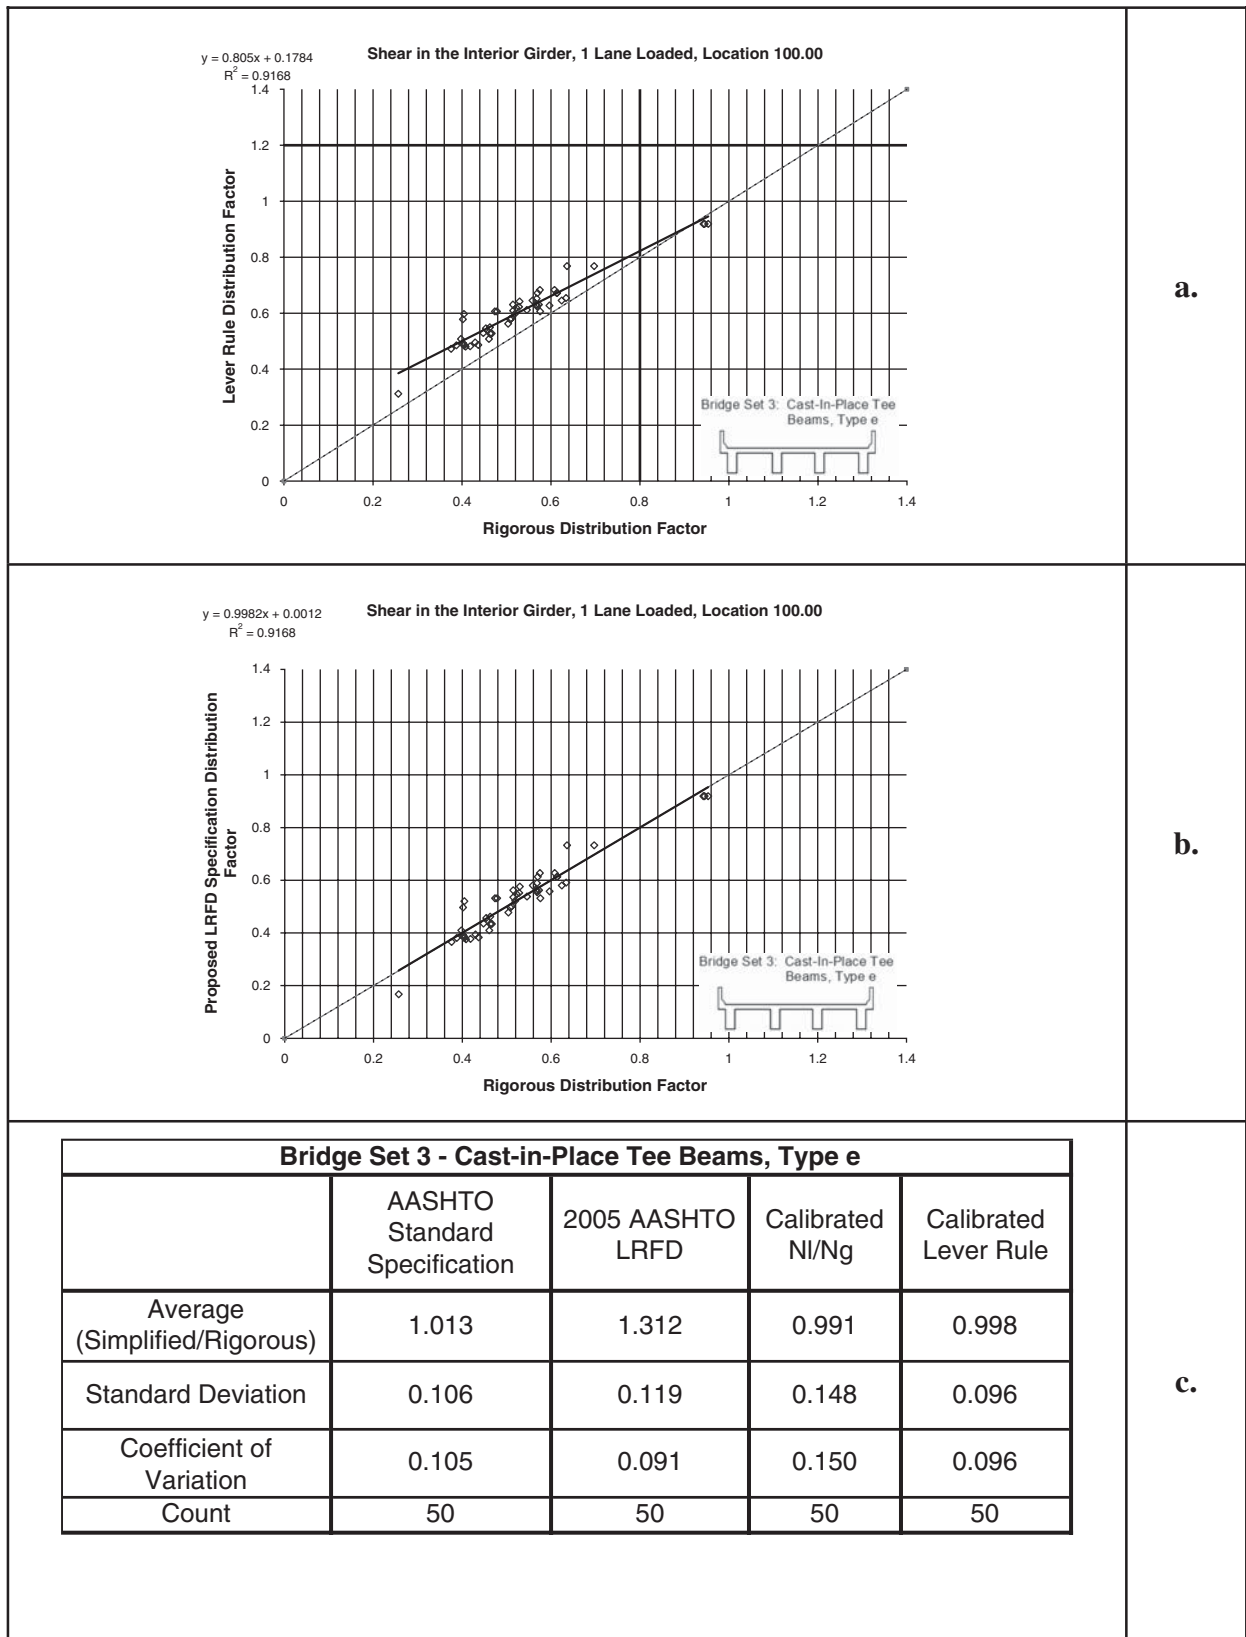 y = 0.805x + 0.1784
R² = 0.9168
Shear in the Interior Girder, 1 Lane Loaded, Location 100.00
1.4
1.2
1
0.8
0.6
0.4
0.2
0
Lever Rule Distribution Factor
0 0.2 0.4 0.6 0.8 1 1.2 1.4
Rigorous Distribution Factor
Bridge Set 3: Cast-In-Place Tee
Beams, Type e
a.
y = 0.9982x + 0.0012
R² = 0.9168
Shear in the Interior Girder, 1 Lane Loaded, Location 100.00
1.4
1.2
1
0.8
0.6
0.4
0.2
0
Proposed LRFD Specification Distribution
Factor
0 0.2 0.4 0.6 0.8 1 1.2 1.4
Rigorous Distribution Factor
Bridge Set 3: Cast-In-Place Tee
Beams, Type e
b.
Bridge Set 3 - Cast-in-Place Tee Beams, Type e
AASHTO
Standard
Specification
2005 AASHTO
LRFD
Calibrated
Nl/Ng
Calibrated
Lever Rule
Average
(Simplified/Rigorous)
1.013 1.312 0.991 0.998
Standard Deviation 0.106 0.119 0.148 0.096
Coefficient of
Variation
0.105 0.091 0.150 0.096
Count 50 50 50 50
c.